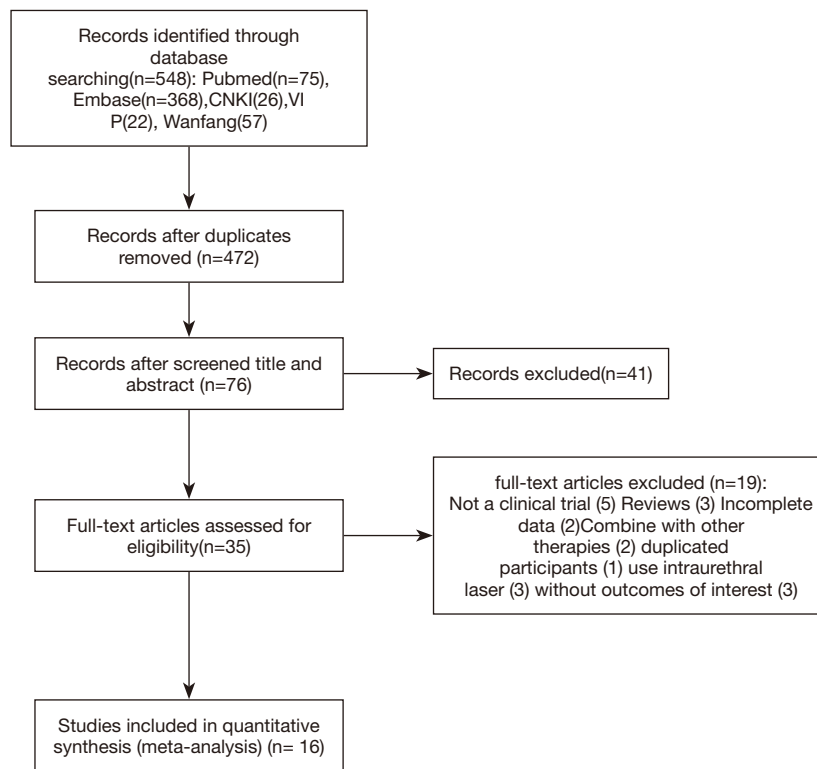 Records identified through
database
searching(n=548): Pubmed(n=75),
Embase(n=368),CNKI(26),VI
P(22), Wanfang(57)
Records after duplicates
removed (n=472)
Records after screened title and
abstract (n=76)
Records excluded(n=41)
Full-text articles assessed for
eligibility(n=35)
full-text articles excluded (n=19):
Not a clinical trial (5) Reviews (3) Incomplete
data (2)Combine with other
therapies (2) duplicated
participants (1) use intraurethral
laser (3) without outcomes of interest (3)
Studies included in quantitative
synthesis (meta-analysis) (n= 16)